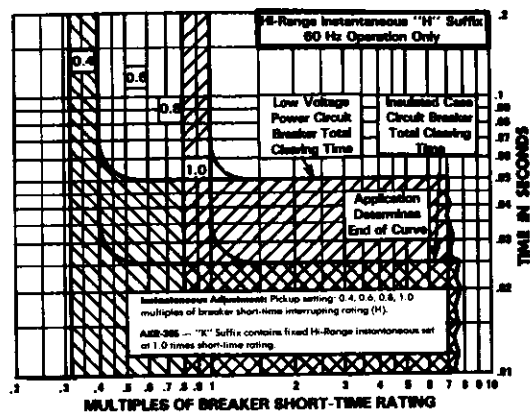 Hi-Range Instantaneous "H" Suffix
60 Hz Operation Only
0.4
0.6
0.8
1.0
Low Voltage
Power Circuit
Breaker Total
Clearing Time
Insulated Case
Circuit Breaker
Total Clearing
Time
Application
Determines
End of Curve
Instantaneous Adjustment: Pickup setting: 0.4, 0.6, 0.8, 1.0
multiples of breaker short-time interrupting rating (H).
"K" Suffix contains fixed Hi-Range instantaneous set
at 1.0 times short-time rating.
.2
.1
.09
.08
.07
.06
.05
.04
.03
.02
.01
TIME IN SECONDS
.2 .3 .4 .5 .6 .7 .8 .9 1 2 3 4 5 6 7 8 9 10
MULTIPLES OF BREAKER SHORT-TIME RATING